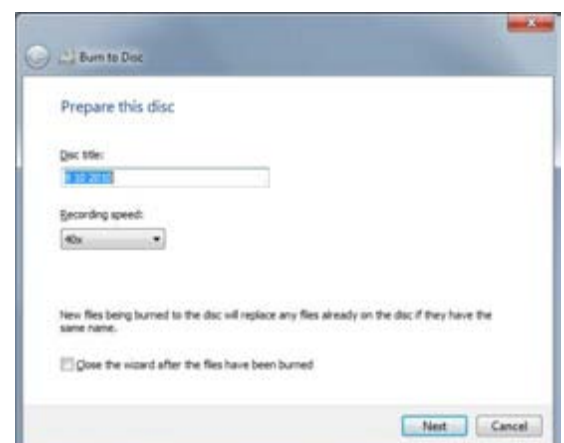 Burn to Disc
Prepare this disc
Disc title:
10 2010
Recording speed:
40x
New files being burned to the disc will replace any files already on the disc if they have the
same name.
Close the wizard after the files have been burned
Next
Cancel